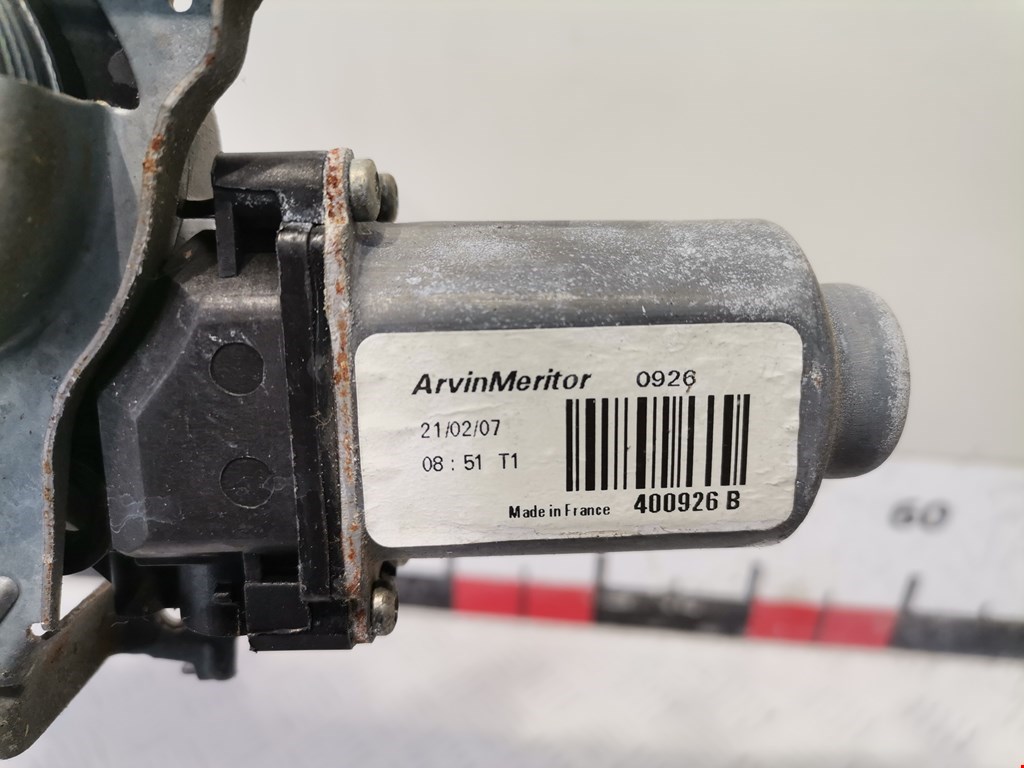 ArvinMeritor 0926
21/02/07
08 : 51 T1
Made in France 400926 B
60